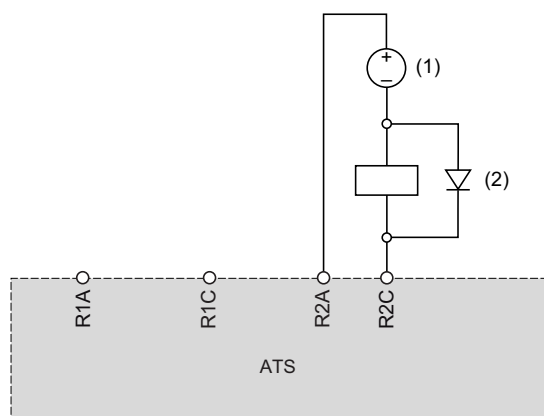 +
(1)
–
(2)
R1A
R1C
R2A
R2C
ATS